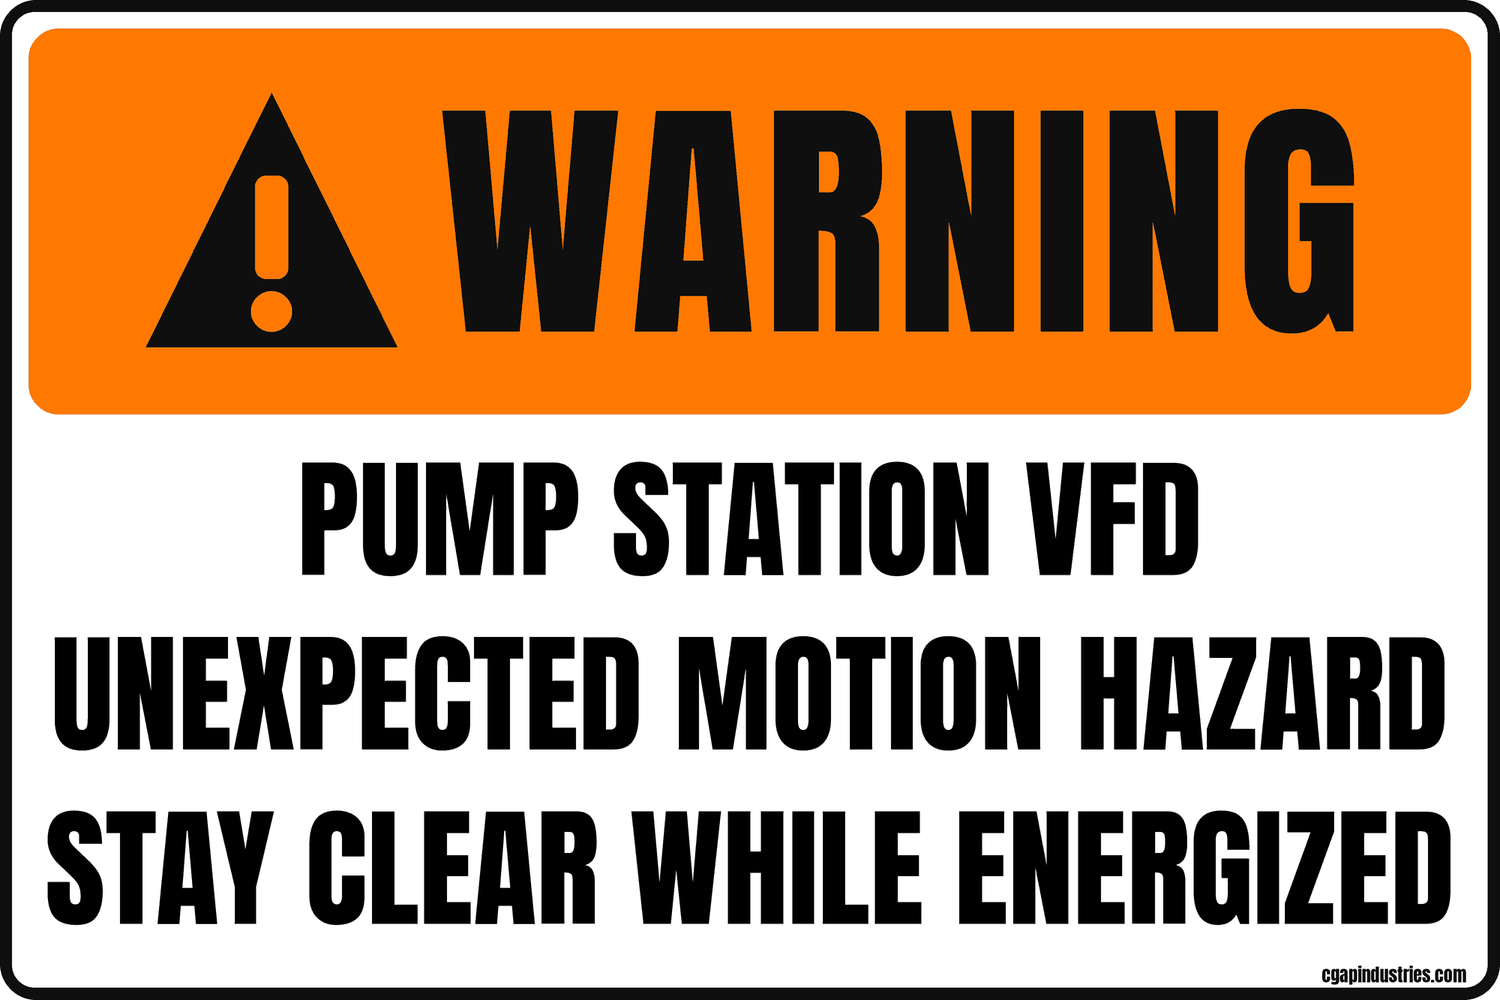 WARNING
PUMP STATION VFD
UNEXPECTED MOTION HAZARD
STAY CLEAR WHILE ENERGIZED
cgapindustries.com